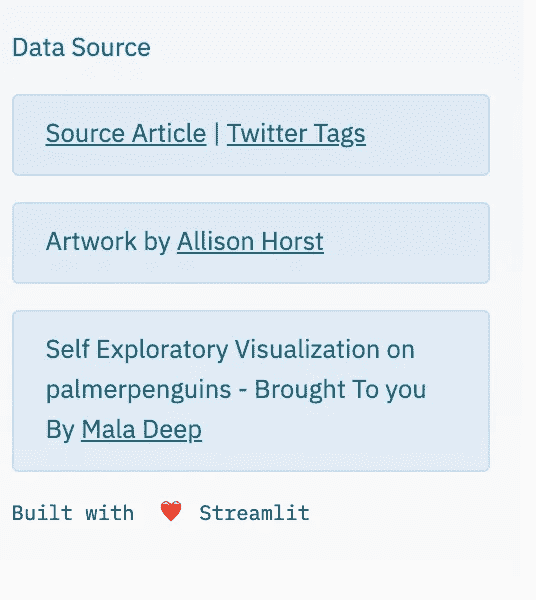 Data Source
Source Article | Twitter Tags
Artwork by Allison Horst
Self Exploratory Visualization on
palmerpenguins - Brought To you
By Mala Deep
Built with ❤️ Streamlit